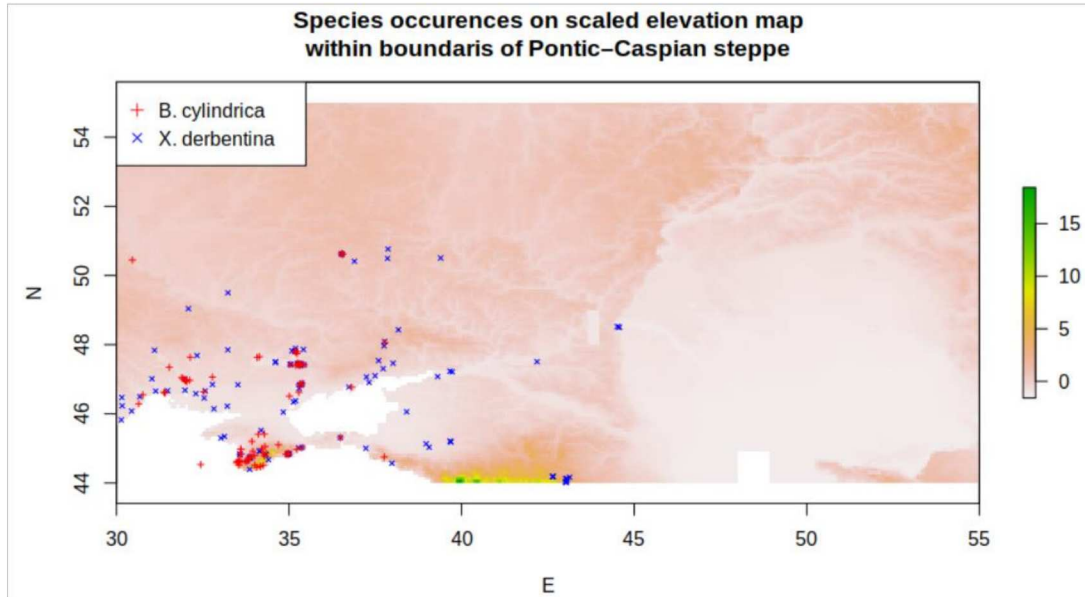 Species occurences on scaled elevation map
within boundaris of Pontic–Caspian steppe
B. cylindrica
X. derbentina
54
52
50
48
46
44
N
15
10
5
0
30
35
40
45
50
55
E